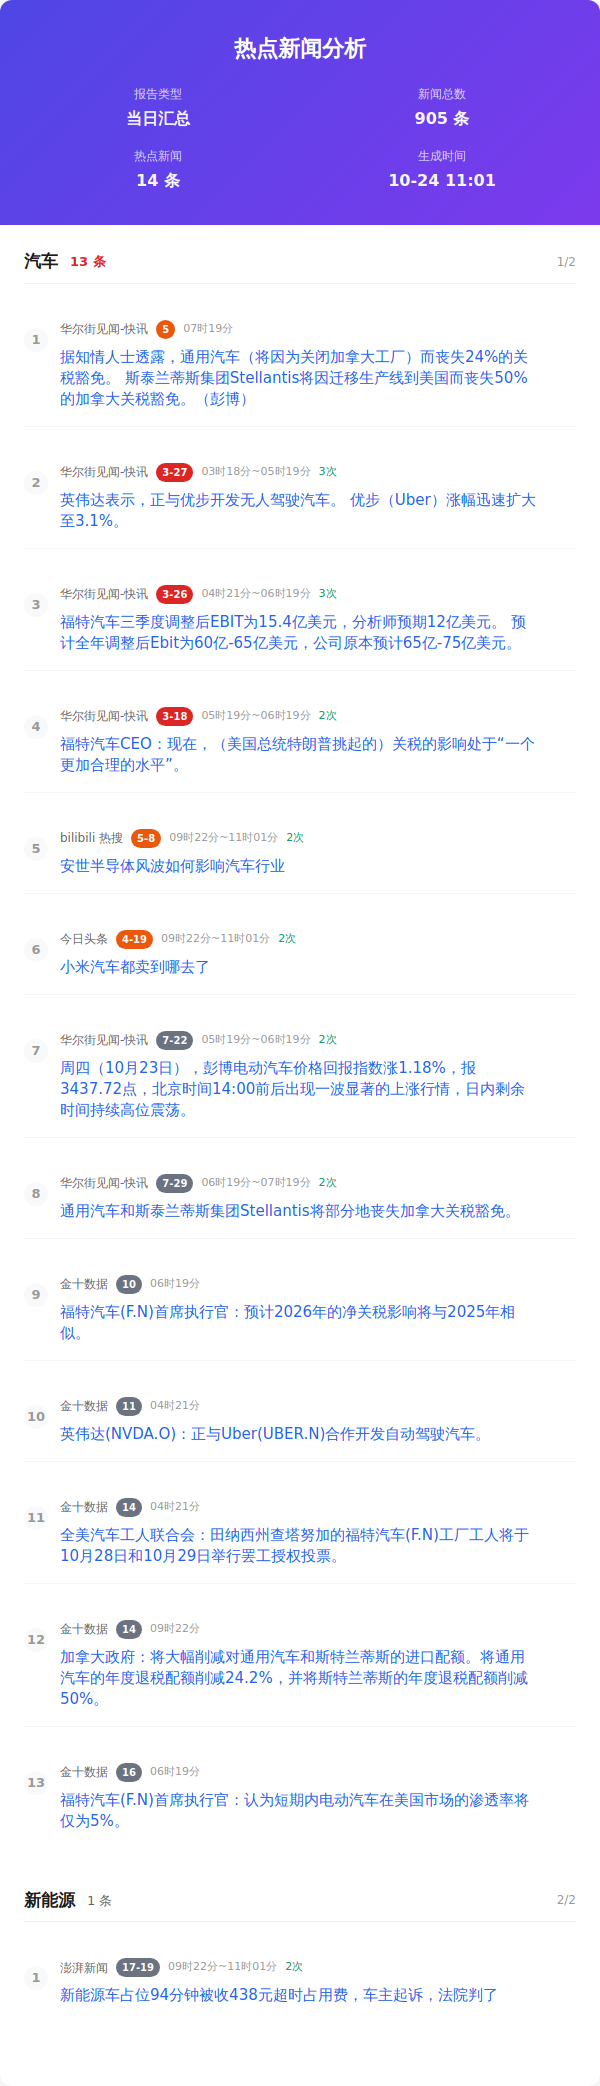 热点新闻分析
报告类型
新闻总数
当日汇总
905 条
热点新闻
生成时间
14 条
10-24 11:01
汽车 13 条 1/2
1
华尔街见闻-快讯 5 07时19分
据知情人士透露，通用汽车（将因为关闭加拿大工厂）而丧失24%的关
税豁免。 斯泰兰蒂斯集团Stellantis将因迁移生产线到美国而丧失50%
的加拿大关税豁免。（彭博）
2
华尔街见闻-快讯 3-27 03时18分~05时19分 3次
英伟达表示，正与优步开发无人驾驶汽车。 优步（Uber）涨幅迅速扩大
至3.1%。
3
华尔街见闻-快讯 3-26 04时21分~06时19分 3次
福特汽车三季度调整后EBIT为15.4亿美元，分析师预期12亿美元。 预
计全年调整后Ebit为60亿-65亿美元，公司原本预计65亿-75亿美元。
4
华尔街见闻-快讯 3-18 05时19分~06时19分 2次
福特汽车CEO：现在，（美国总统特朗普挑起的）关税的影响处于“一个
更加合理的水平”。
5
bilibili 热搜 5-8 09时22分~11时01分 2次
安世半导体风波如何影响汽车行业
6
今日头条 4-19 09时22分~11时01分 2次
小米汽车都卖到哪去了
7
华尔街见闻-快讯 7-22 05时19分~06时19分 2次
周四（10月23日），彭博电动汽车价格回报指数涨1.18%，报
3437.72点，北京时间14:00前后出现一波显著的上涨行情，日内剩余
时间持续高位震荡。
8
华尔街见闻-快讯 7-29 06时19分~07时19分 2次
通用汽车和斯泰兰蒂斯集团Stellantis将部分地丧失加拿大关税豁免。
9
金十数据 10 06时19分
福特汽车(F.N)首席执行官：预计2026年的净关税影响将与2025年相
似。
10
金十数据 11 04时21分
英伟达(NVDA.O)：正与Uber(UBER.N)合作开发自动驾驶汽车。
11
金十数据 14 04时21分
全美汽车工人联合会：田纳西州查塔努加的福特汽车(F.N)工厂工人将于
10月28日和10月29日举行罢工授权投票。
12
金十数据 14 09时22分
加拿大政府：将大幅削减对通用汽车和斯特兰蒂斯的进口配额。将通用
汽车的年度退税配额削减24.2%，并将斯特兰蒂斯的年度退税配额削减
50%。
13
金十数据 16 06时19分
福特汽车(F.N)首席执行官：认为短期内电动汽车在美国市场的渗透率将
仅为5%。
新能源 1 条 2/2
1
澎湃新闻 17-19 09时22分~11时01分 2次
新能源车占位94分钟被收438元超时占用费，车主起诉，法院判了